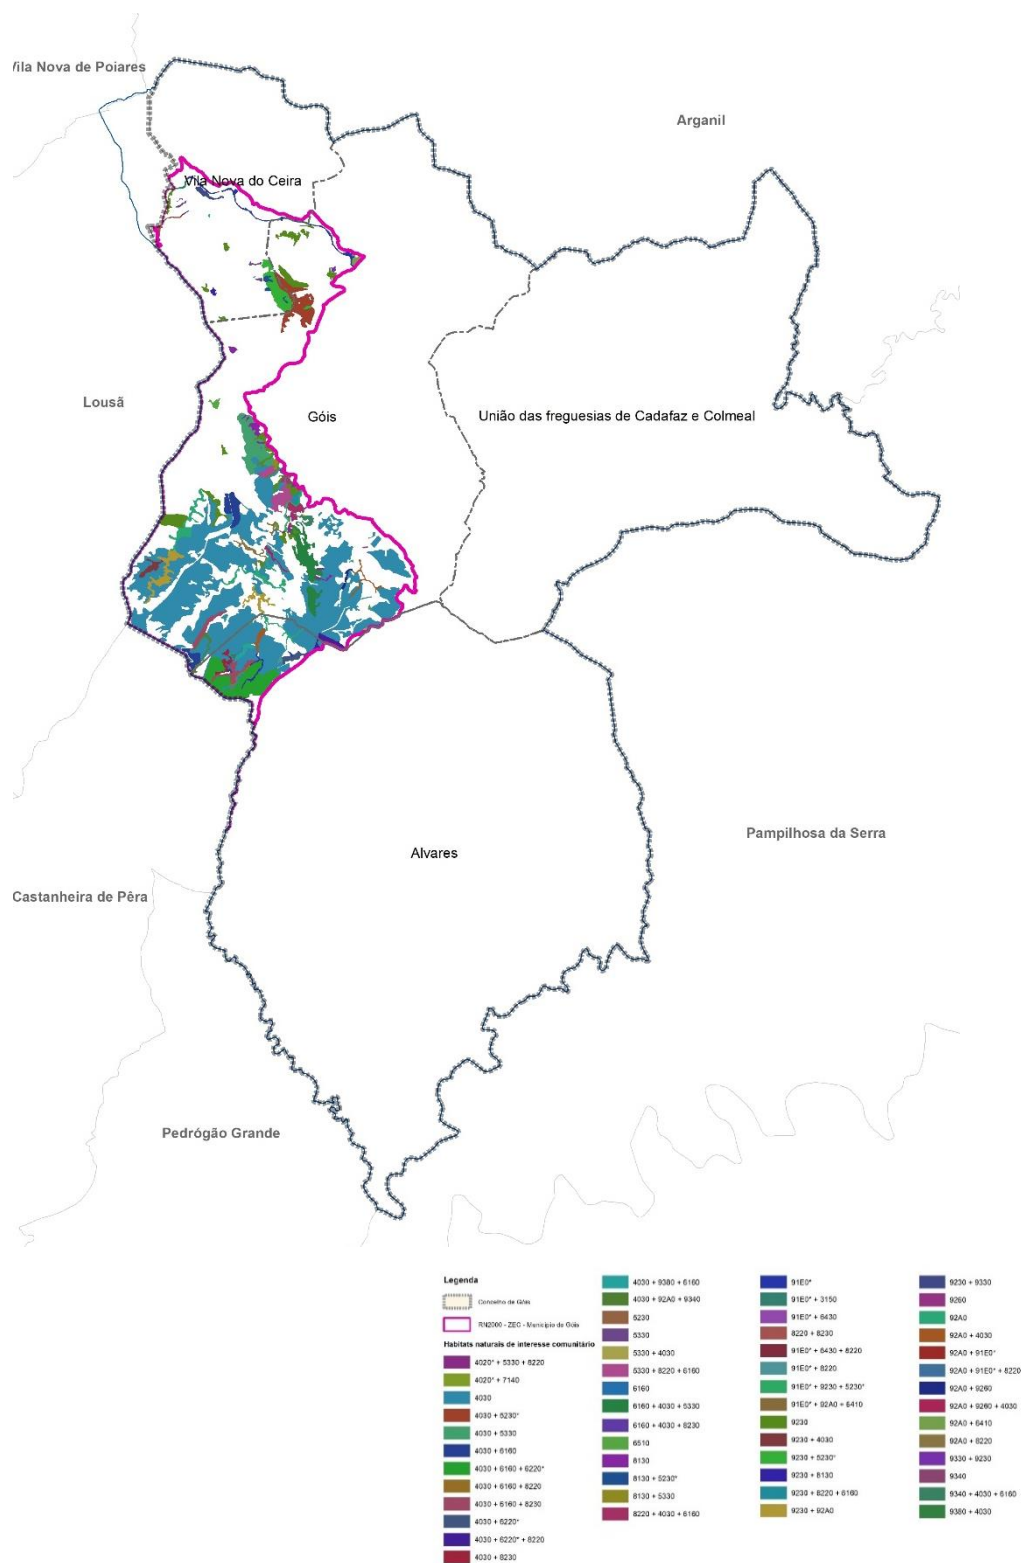 Vila Nova de Poiares
Arganil
Vila Nova do Ceira
Lousã
Góis
União das freguesias de Cadafaz e Colmeal
Alvares
Pampilhosa da Serra
Castanheira de Pêra
Pedrógão Grande
Legenda
Concelho de Góis
RN2000 - ZEC - Município de Góis
Habitats naturais de interesse comunitário
4020* + 5330 + 8220
4020* + 7140
4030
4030 + 5230*
4030 + 5330
4030 + 6160
4030 + 6160 + 6220*
4030 + 6160 + 8220
4030 + 6160 + 8230
4030 + 6220*
4030 + 6220* + 8220
4030 + 8230
4030 + 9380 + 6160
4030 + 92A0 + 9340
5230
5330
5330 + 4030
5330 + 8220 + 6160
6160
6160 + 4030 + 5330
6160 + 4030 + 8230
6510
8130
8130 + 5230*
8130 + 5330
8220 + 4030 + 6160
91E0*
91E0* + 3150
91E0* + 6430
8220 + 8230
91E0* + 6430 + 8220
91E0* + 8220
91E0* + 9230 + 5230*
91E0* + 92A0 + 6410
9230
9230 + 4030
9230 + 5230*
9230 + 8130
9230 + 8220 + 6160
9230 + 92A0
9230 + 9330
9260
92A0
92A0 + 4030
92A0 + 91E0*
92A0 + 91E0* + 8220
92A0 + 9260
92A0 + 9260 + 4030
92A0 + 6410
92A0 + 8220
9330 + 9230
9340
9340 + 4030 + 6160
9380 + 4030